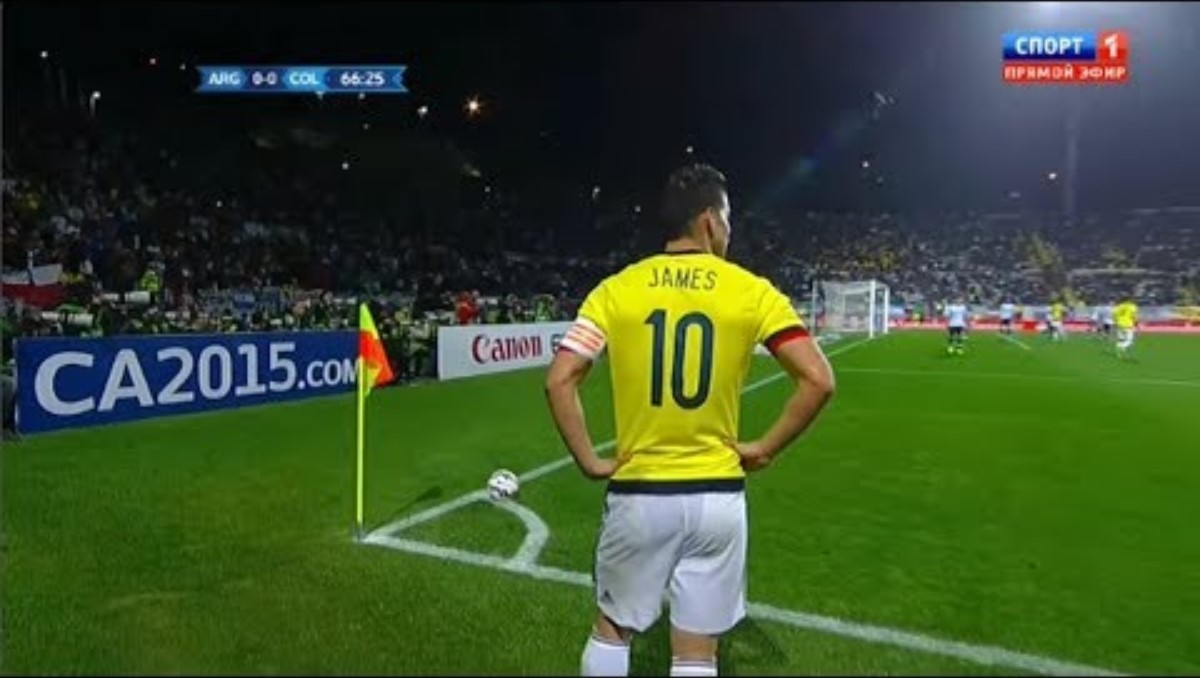 ARG 0-0 COL 66:25
СПОРТ 1
ПРЯМОЙ ЭФИР
JAMES
10
CA2015.COM
Canon